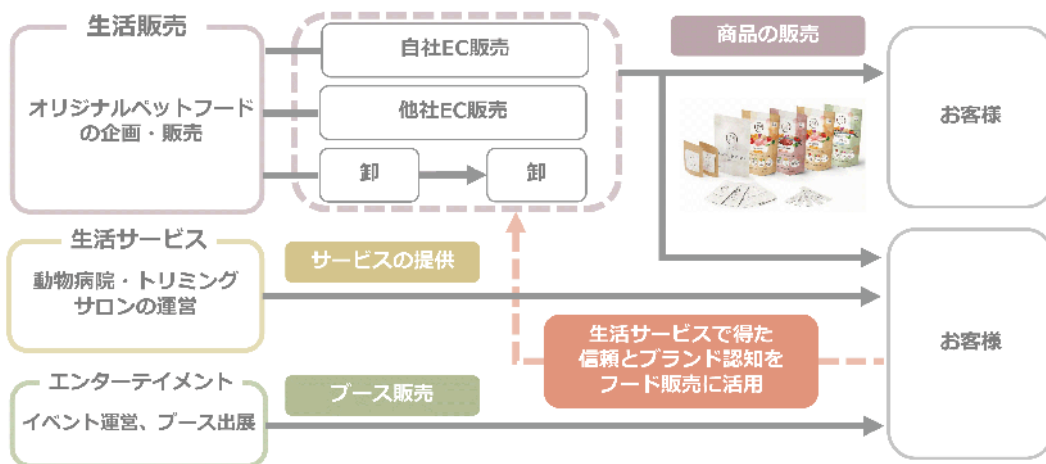 生活販売
オリジナルペットフード
の企画・販売
自社EC販売
他社EC販売
卸
卸
商品の販売
お客様
生活サービス
動物病院・トリミング
サロンの運営
サービスの提供
生活サービスで得た
信頼とブランド認知を
フード販売に活用
お客様
エンターテイメント
イベント運営、ブース出展
ブース販売